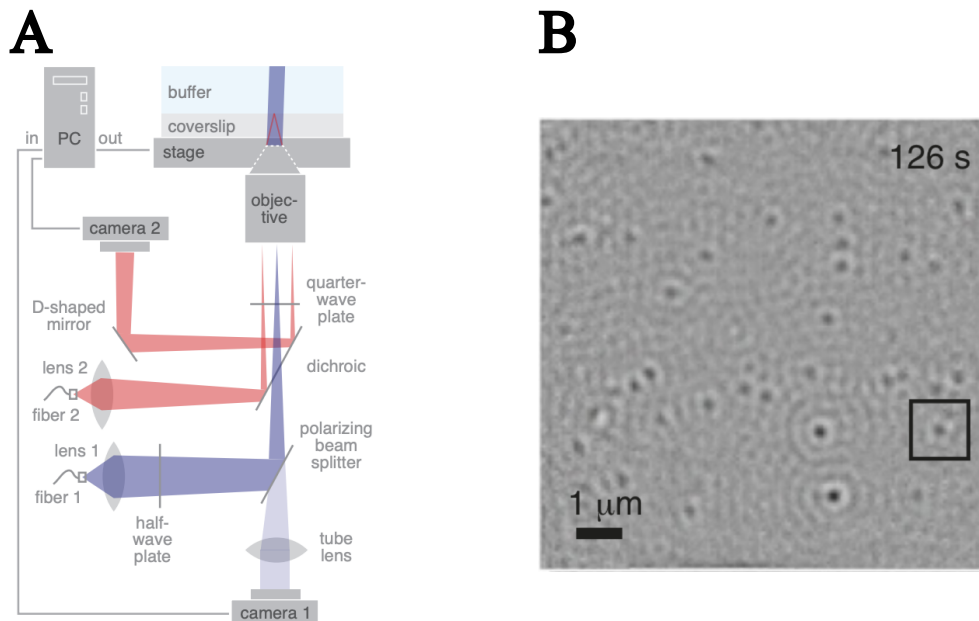 A
B
buffer
in
PC
out
coverslip
stage
objec-
tive
camera 2
quarter-
wave
plate
D-shaped
mirror
dichroic
lens 2
fiber 2
polarizing
beam
splitter
lens 1
fiber 1
half-
wave
plate
tube
lens
camera 1
126 s
1 μm